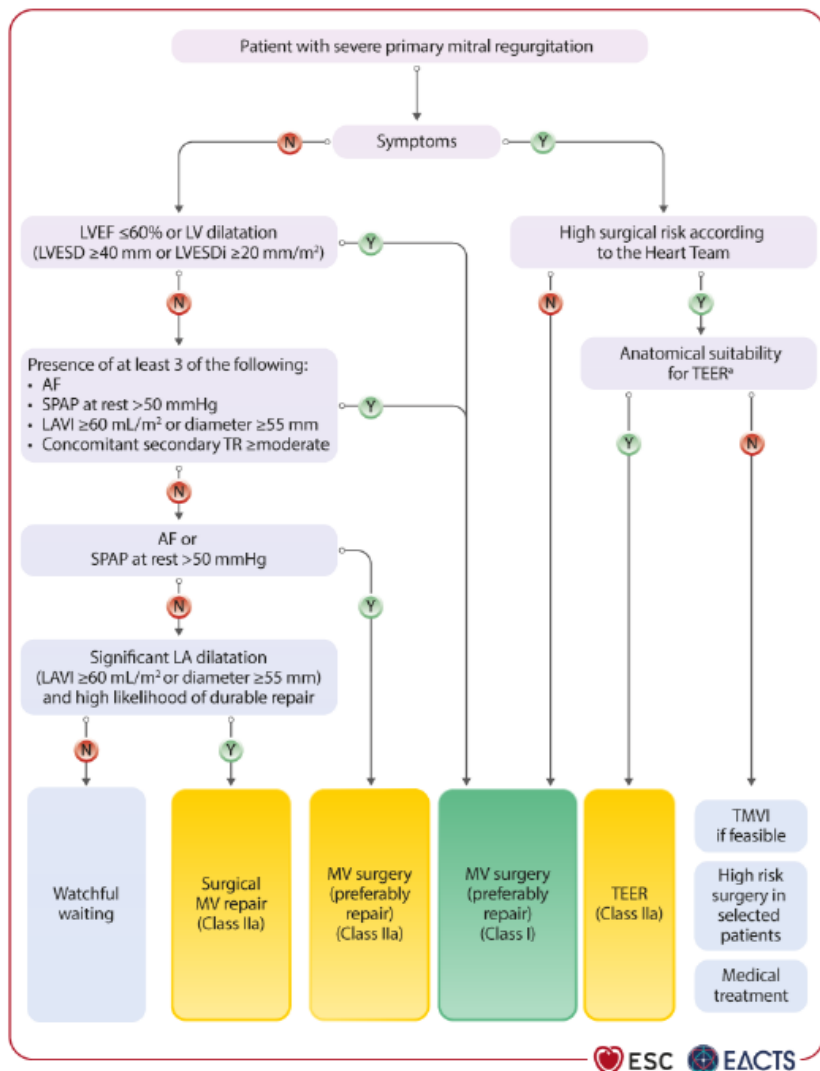 Patient with severe primary mitral regurgitation
Symptoms
N
Y
LVEF ≤60% or LV dilatation
(LVESD ≥40 mm or LVESDi ≥20 mm/m²)
Y
High surgical risk according
to the Heart Team
N
N
Y
Presence of at least 3 of the following:
• AF
• SPAP at rest >50 mmHg
• LAVI ≥60 mL/m² or diameter ≥55 mm
• Concomitant secondary TR ≥moderate
Y
Anatomical suitability
for TEERᵃ
Y
N
N
AF or
SPAP at rest >50 mmHg
N
Y
Significant LA dilatation
(LAVI ≥60 mL/m² or diameter ≥55 mm)
and high likelihood of durable repair
N
Y
Watchful
waiting
Surgical
MV repair
(Class IIa)
MV surgery
(preferably
repair)
(Class IIa)
MV surgery
(preferably
repair)
(Class I)
TEER
(Class IIa)
TMVI
if feasible
High risk
surgery in
selected
patients
Medical
treatment
ESC
EACTS